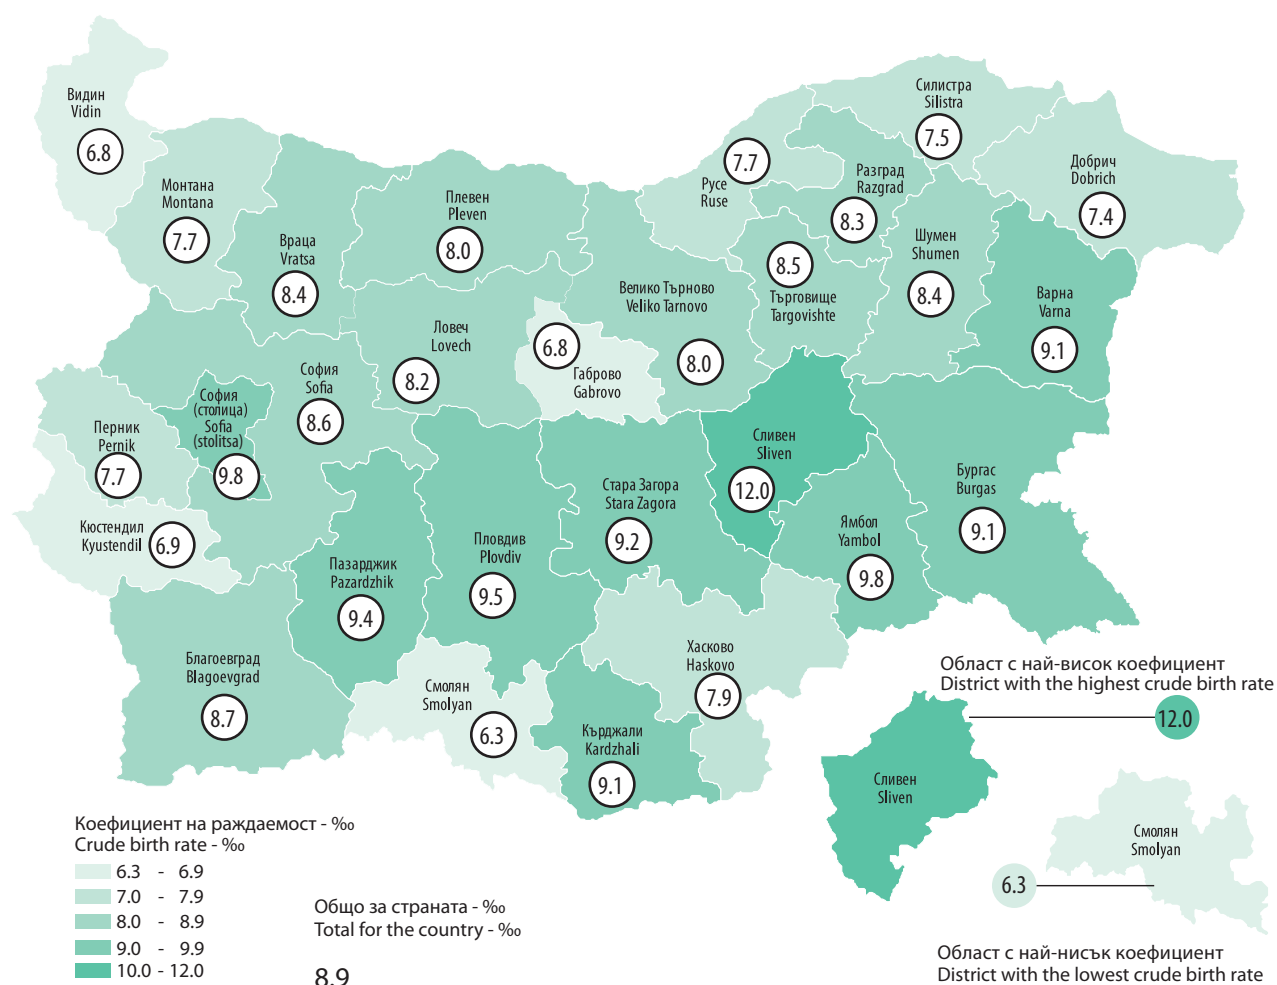 Видин
Vidin
6.8
Монтана
Montana
7.7
Враца
Vratsa
8.4
Плевен
Pleven
8.0
Ловеч
Lovech
8.2
Велико Търново
Veliko Tarnovo
8.0
6.8
Габрово
Gabrovo
7.7
Русе
Ruse
Силистра
Silistra
7.5
Разград
Razgrad
8.3
Добрич
Dobrich
7.4
8.5
Търговище
Targovishte
Шумен
Shumen
8.4
Варна
Varna
9.1
София
Sofia
8.6
София
(столица)
Sofia
(stolitsa)
9.8
Перник
Pernik
7.7
Кюстендил
Kyustendil
6.9
Благоевград
Blagoevgrad
8.7
Пазарджик
Pazardzhik
9.4
Пловдив
Plovdiv
9.5
Стара Загора
Stara Zagora
9.2
Сливен
Sliven
12.0
Ямбол
Yambol
9.8
Бургас
Burgas
9.1
Хасково
Haskovo
7.9
Смолян
Smolyan
6.3
Кърджали
Kardzhali
9.1
Област с най-висок коефициент
District with the highest crude birth rate
12.0
Сливен
Sliven
Смолян
Smolyan
6.3
Област с най-нисък коефициент
District with the lowest crude birth rate
Коефициент на раждаемост - ‰
Crude birth rate - ‰
6.3 - 6.9
7.0 - 7.9
8.0 - 8.9
9.0 - 9.9
10.0 - 12.0
Общо за страната - ‰
Total for the country - ‰
8.9